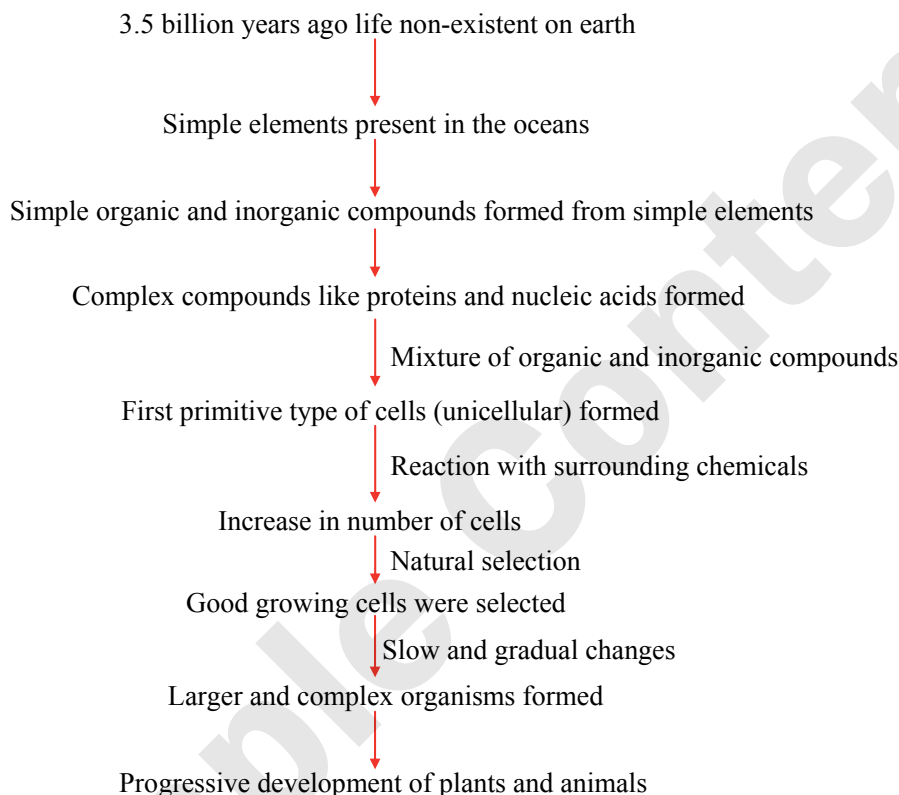 3.5 billion years ago life non-existent on earth
Simple elements present in the oceans
Simple organic and inorganic compounds formed from simple elements
Complex compounds like proteins and nucleic acids formed
Mixture of organic and inorganic compounds
First primitive type of cells (unicellular) formed
Reaction with surrounding chemicals
Increase in number of cells
Natural selection
Good growing cells were selected
Slow and gradual changes
Larger and complex organisms formed
Progressive development of plants and animals
ple Conten